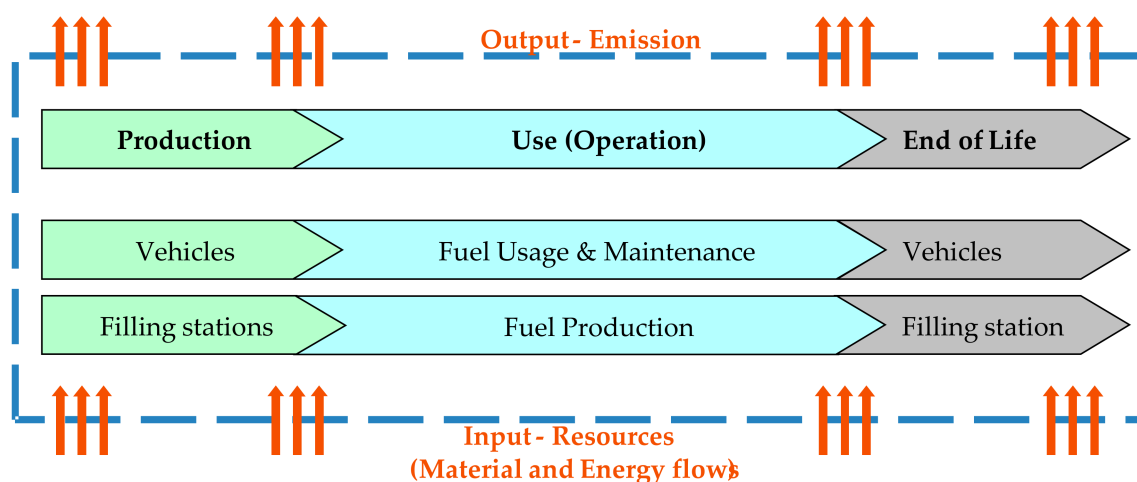 Output- Emission
Production
Use (Operation)
End of Life
Vehicles
Fuel Usage & Maintenance
Vehicles
Filling stations
Fuel Production
Filling station
Input- Resources
(Material and Energy flows)